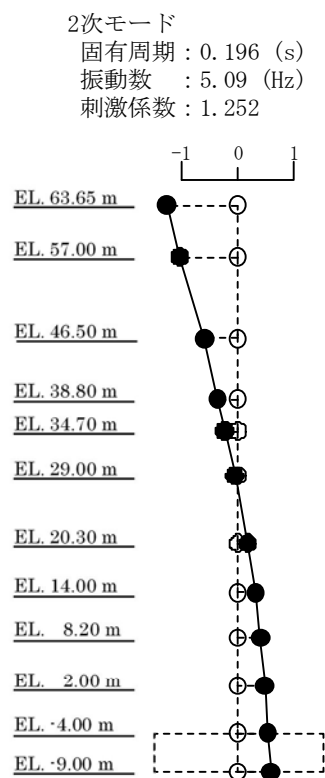 2次モード
固有周期：0.196 (s)
振動数 ：5.09 (Hz)
刺激係数：1.252
-1 0 1
EL. 63.65 m
EL. 57.00 m
EL. 46.50 m
EL. 38.80 m
EL. 34.70 m
EL. 29.00 m
EL. 20.30 m
EL. 14.00 m
EL. 8.20 m
EL. 2.00 m
EL. -4.00 m
EL. -9.00 m